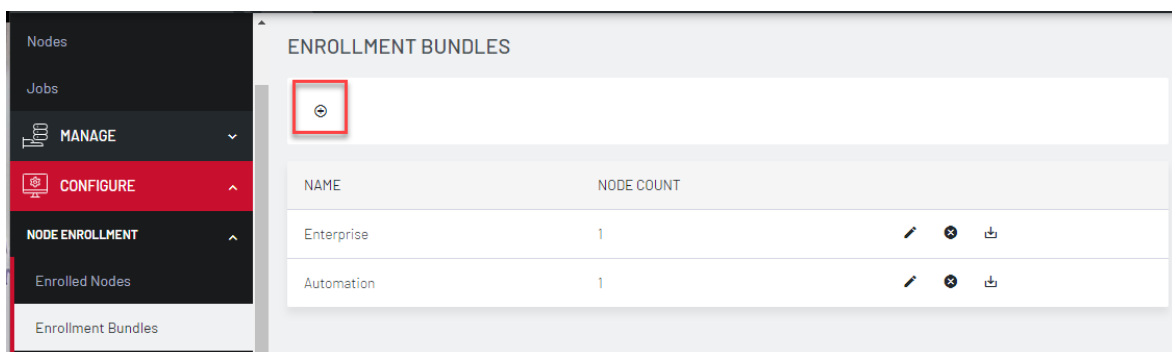 Nodes
Jobs
MANAGE
CONFIGURE
NODE ENROLLMENT
Enrolled Nodes
Enrollment Bundles
ENROLLMENT BUNDLES
NAME NODE COUNT
Enterprise 1
Automation 1